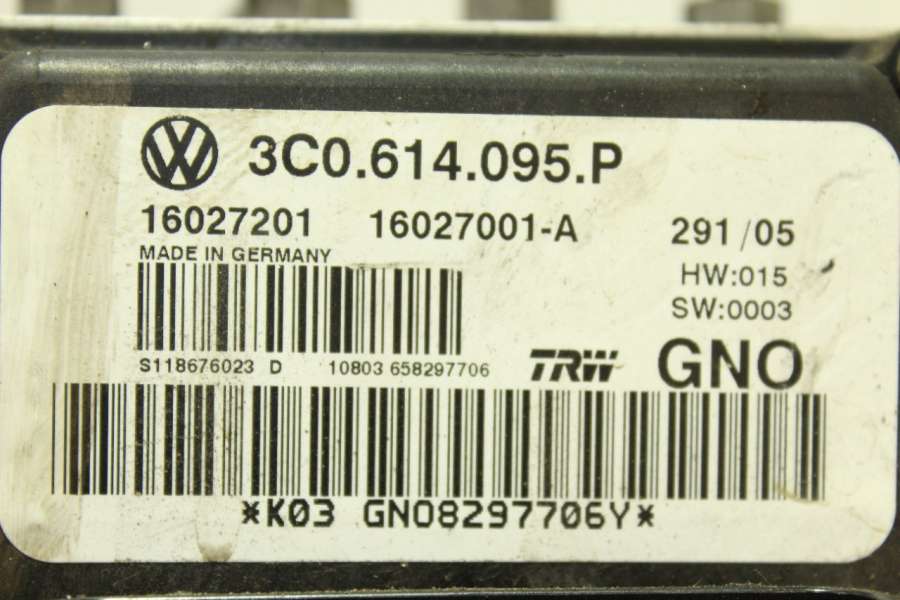 3C0.614.095.P
16027201 16027001-A 291/05
MADE IN GERMANY
HW:015
SW:0003
S118676023 D 10803 658297706 TRW GNO
*K03 GNO8297706Y*